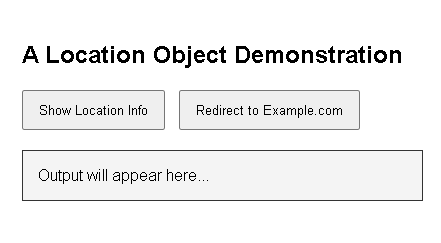 A Location Object Demonstration
Show Location Info Redirect to Example.com
Output will appear here...